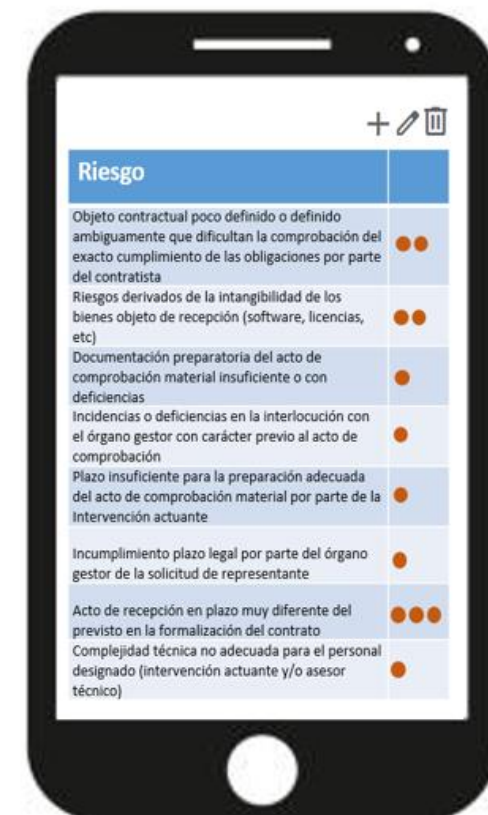 Riesgo
Objeto contractual poco definido o definido
ambiguamente que dificultan la comprobación del
exacto cumplimiento de las obligaciones por parte
del contratista
Riesgos derivados de la intangibilidad de los
bienes objeto de recepción (software, licencias,
etc)
Documentación preparatoria del acto de
comprobación material insuficiente o con
deficiencias
Incidencias o deficiencias en la interlocución con
el órgano gestor con carácter previo al acto de
comprobación
Plazo insuficiente para la preparación adecuada
del acto de comprobación material por parte de la
Intervención actuante
Incumplimiento plazo legal por parte del órgano
gestor de la solicitud de representante
Acto de recepción en plazo muy diferente del
previsto en la formalización del contrato
Complejidad técnica no adecuada para el personal
designado (intervención actuante y/o asesor
técnico)